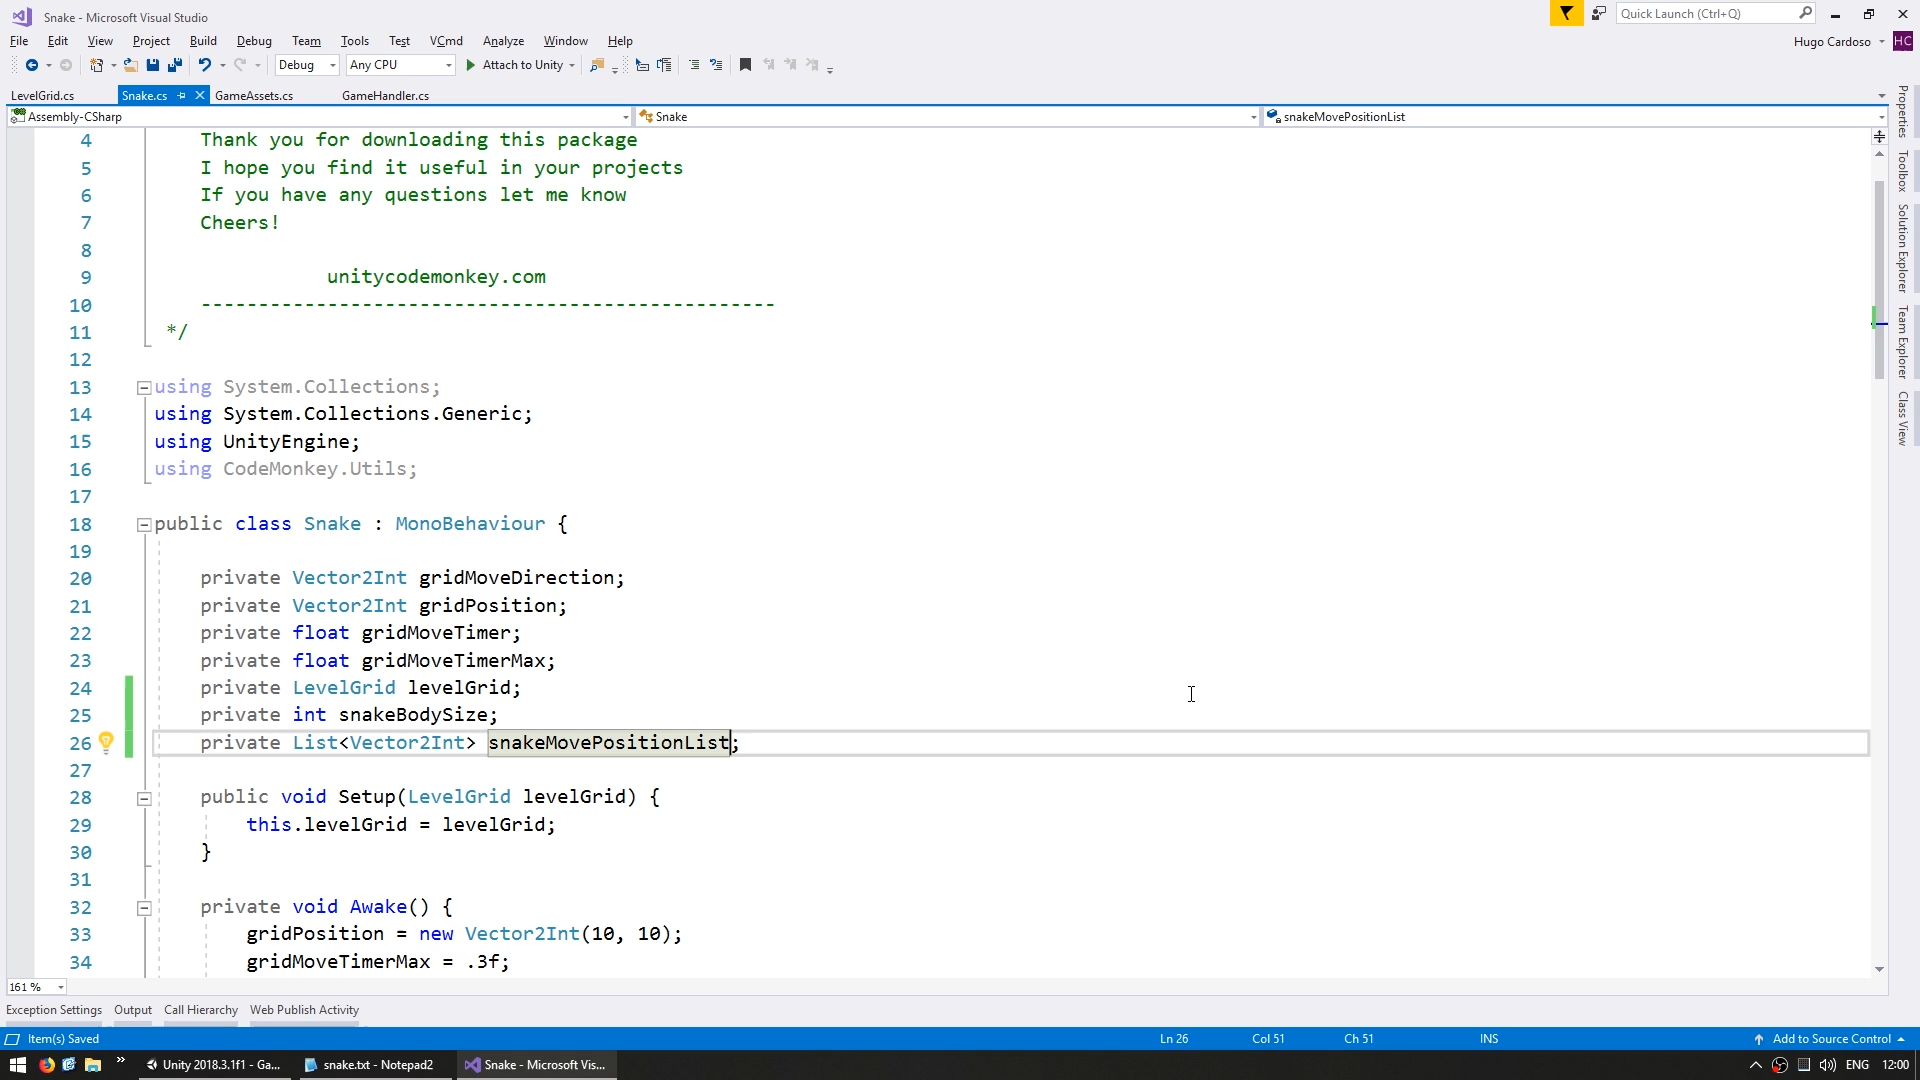 Snake - Microsoft Visual Studio
Quick Launch (Ctrl+Q)
File Edit View Project Build Debug Team Tools Test VCmd Analyze Window Help
Hugo Cardoso HC
Debug Any CPU Attach to Unity
LevelGrid.cs Snake.cs GameAssets.cs GameHandler.cs
Assembly-CSharp Snake snakeMovePositionList
4 Thank you for downloading this package
5 I hope you find it useful in your projects
6 If you have any questions let me know
7 Cheers!
8
9 unitycodemonkey.com
10 --------------------------------------------------
11 */
12
13 using System.Collections;
14 using System.Collections.Generic;
15 using UnityEngine;
16 using CodeMonkey.Utils;
17
18 public class Snake : MonoBehaviour {
19
20 private Vector2Int gridMoveDirection;
21 private Vector2Int gridPosition;
22 private float gridMoveTimer;
23 private float gridMoveTimerMax;
24 private LevelGrid levelGrid;
25 private int snakeBodySize;
26 private List<Vector2Int> snakeMovePositionList;
27
28 public void Setup(LevelGrid levelGrid) {
29 this.levelGrid = levelGrid;
30 }
31
32 private void Awake() {
33 gridPosition = new Vector2Int(10, 10);
34 gridMoveTimerMax = .3f;
Properties
Toolbox
Solution Explorer
Team Explorer
Class View
161 %
Exception Settings Output Call Hierarchy Web Publish Activity
Item(s) Saved Ln 26 Col 51 Ch 51 INS Add to Source Control
Unity 2018.3.1f1 - Ga... snake.txt - Notepad2 Snake - Microsoft Vis... ENG 12:00